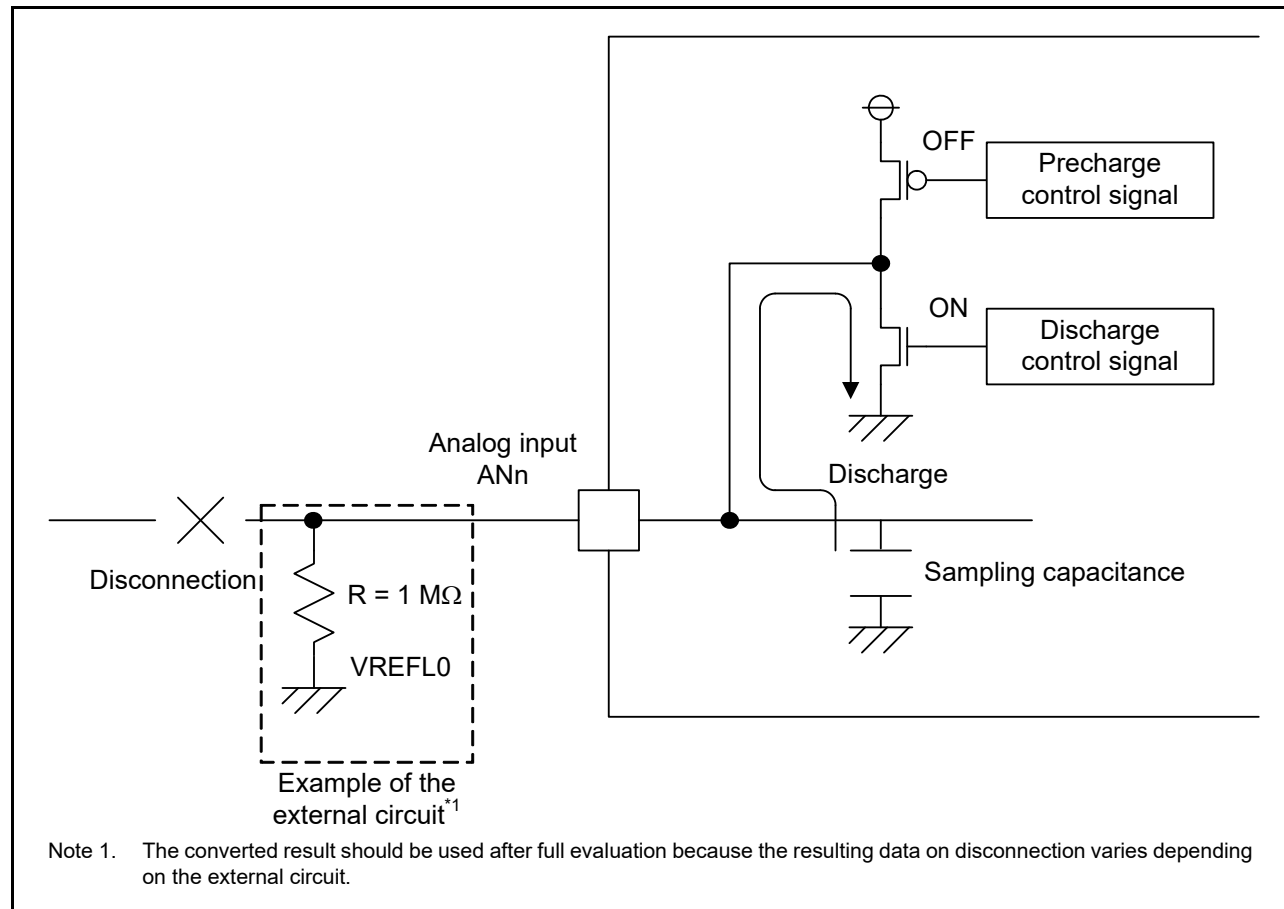 OFF
Precharge
control signal
ON
Discharge
control signal
Analog input
ANn
Discharge
Disconnection
R = 1 MΩ
Sampling capacitance
VREFL0
Example of the
external circuit*1
Note 1. The converted result should be used after full evaluation because the resulting data on disconnection varies depending
on the external circuit.